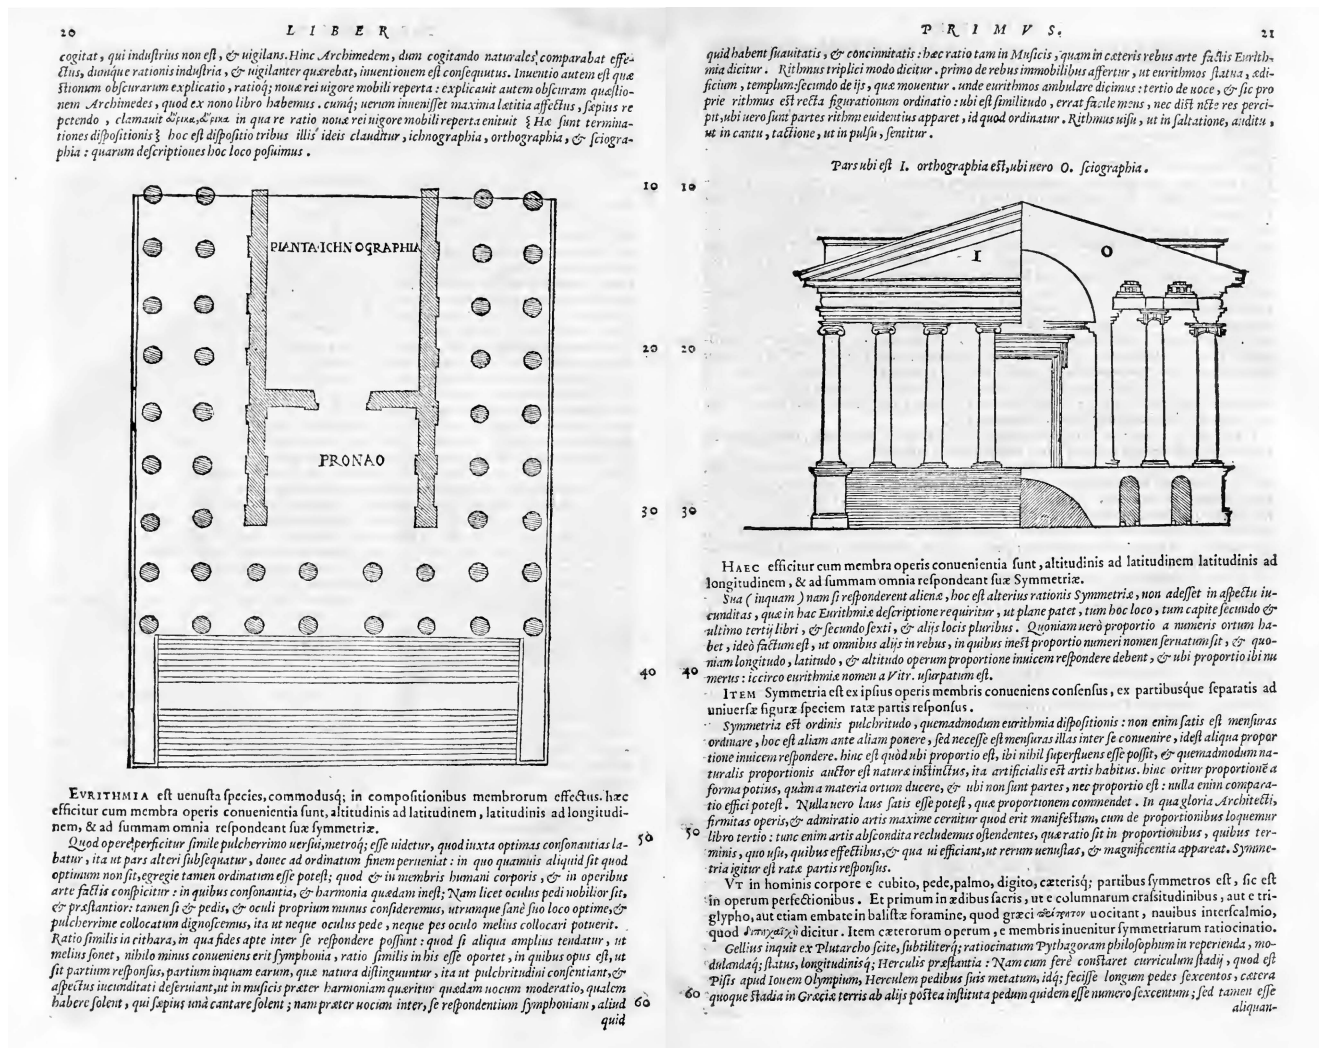 20 LIBER
cogitat, qui industrius non est, & uigilans. Hinc Archimedem, dum cogitando naturales comparabat effe-
ctus, dumque rationis industria, & uigilanter quærebat, inuentionem est consequutus. Inuentio autem est quæ
stionum obscurarum explicatio, ratioq; nouæ rei uigore mobili reperta: explicauit autem obscuram quæstio-
nem Archimedes, quod ex nono libro habemus. cumq; uerum inuenisset maxima lætitia affectus, sæpius re
petendo, clamauit in qua re ratio nouæ rei uigore mobili reperta enituit Hæ sunt termina-
tiones dispositionis hoc est dispositio tribus illis ideis clauditur, ichnographia, orthographia, & sciogra-
phia: quarum descriptiones hoc loco posuimus.
10
PIANTA·ICHNOGRAPHIA
20
PRONAO
30
40
EVRITHMIA est uenusta species, commodusq; in compositionibus membrorum effectus. hæc
efficitur cum membra operis conuenientia sunt, altitudinis ad latitudinem, latitudinis ad longitudi-
nem, & ad summam omnia respondeant suæ symmetriæ.
Quod opere perficitur simile pulcherrimo uersui, metroq; esse uidetur, quod iuxta optimas consonantias la- 50
batur, ita ut pars alteri subsequatur, donec ad ordinatum finem perueniat: in quo quamuis aliquid sit quod
optimum non sit, egregie tamen ordinatum esse potest; quod & in membris humani corporis, & in operibus
arte factis conspicitur: in quibus consonantia, & harmonia quædam inest; Nam licet oculus pedi nobilior sit,
& præstantior: tamen si & pedis, & oculi proprium munus consideremus, utrunque sanè suo loco optime, &
pulcherrime collocatum dignoscemus, ita ut neque oculus pede, neque pes oculo melius collocari potuerit.
Ratio similis in cithara, in qua fides apte inter se respondere possunt: quod si aliqua amplius tendatur, ut
melius sonet, nihilo minus conueniens erit symphonia, ratio similis in his esse oportet, in quibus opus est, ut
sit partium responsus, partium inquam earum, quæ natura distinguuntur, ita ut pulchritudini consentiant, &
aspectus iucunditati deseruiant, ut in musicis præter harmoniam quæritur quædam uocum moderatio, qualem
habere solent, qui sæpius unà cantare solent; nam præter uocum inter, se respondentium symphoniam, aliud 60
quid
PRIMVS. 21
quid habent suauitatis, & concinnitatis: hæc ratio tam in Musicis, quam in cæteris rebus arte factis Eurith-
mia dicitur. Rithmus triplici modo dicitur. primo de rebus immobilibus affertur, ut eurithmos statua, ædi-
ficium, templum: secundo de ijs, quæ mouentur. unde eurithmos ambulare dicimus: tertio de uoce, & sic pro
prie rithmus est recta figurationum ordinatio: ubi est similitudo, errat facile mens, nec distinctè res perci-
pit, ubi uero sunt partes rithmi euidentius apparet, id quod ordinatur. Rithmus uisu, ut in saltatione, auditu,
ut in cantu, tactione, ut in pulsu, sentitur.
Pars ubi est I. orthographia est, ubi uero O. sciographia.
10
I O
20
30
HAEC efficitur cum membra operis conuenientia sunt, altitudinis ad latitudinem latitudinis ad
longitudinem, & ad summam omnia respondeant suæ Symmetriæ.
Sua (inquam) nam si responderent alienæ, hoc est alterius rationis Symmetriæ, non adesset in aspectu iu-
cunditas, quæ in hac Eurithmiæ descriptione requiritur, ut plane patet, tum hoc loco, tum capite secundo &
ultimo tertij libri, & secundo sexti, & alijs locis pluribus. Quoniam uerò proportio a numeris ortum ha-
bet, ideò factum est, ut omnibus alijs in rebus, in quibus inest proportio numeri nomen seruatum sit, & quo-
niam longitudo, latitudo, & altitudo operum proportione inuicem respondere debent, & ubi proportio ibi nu
40 merus: iccirco eurithmiæ nomen a Vitr. usurpatum est.
ITEM Symmetria est ex ipsius operis membris conueniens consensus, ex partibusque separatis ad
uniuersæ figuræ speciem ratæ partis responsus.
Symmetria est ordinis pulchritudo, quemadmodum eurithmia dispositionis: non enim satis est mensuras
ordinare, hoc est aliam ante aliam ponere, sed necesse est mensuras illas inter se conuenire, idest aliqua propor
tione inuicem respondere. hinc est quòd ubi proportio est, ibi nihil superfluens esse possit, & quemadmodum na-
turalis proportionis auctor est naturæ instinctus, ita artificialis est artis habitus. hinc oritur proportionē a
forma potius, quàm a materia ortum ducere, & ubi non sunt partes, nec proportio est: nulla enim compara-
tio effici potest. Nulla uero laus satis esse potest, quæ proportionem commendet. In qua gloria Architecti,
firmitas operis, & admiratio artis maxime cernitur quod erit manifestum, cum de proportionibus loquemur
50 libro tertio: tunc enim artis abscondita recludemus ostendentes, quæ ratio sit in proportionibus, quibus ter-
minis, quo usu, quibus effectibus, & qua ui efficiant, ut rerum uenustas, & magnificentia appareat. Symme-
tria igitur est ratæ partis responsus.
VT in hominis corpore e cubito, pede, palmo, digito, cæterisq; partibus symmetros est, sic est
in operum perfectionibus. Et primum in ædibus sacris, ut e columnarum crassitudinibus, aut e tri-
glypho, aut etiam embate in balistæ foramine, quod græci uocitant, nauibus interscalmio,
quod dicitur. Item cæterorum operum, e membris inuenitur symmetriarum ratiocinatio.
Gellius inquit ex Plutarcho scite, subtiliterq; ratiocinatum Pythagoram philosophum in reperienda, mo-
dulandaq; status, longitudinisq; Herculis præstantia: Nam cum ferè constaret curriculum stadij, quod est
Pisis apud Iouem Olympium, Herculem pedibus suis metatum, idq; fecisse longum pedes sexcentos, cætera
60 quoque stadia in Græciæ terris ab alijs postea instituta pedum quidem esse numero sexcentum; sed tamen esse
aliquan-